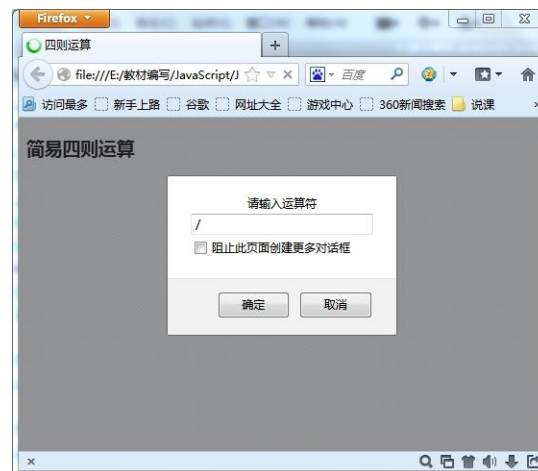 Firefox
四则运算
file:///E:/教材编写/JavaScript/J
百度
访问最多 新手上路 谷歌 网址大全 游戏中心 360新闻搜索 说课
简易四则运算
请输入运算符
/
阻止此页面创建更多对话框
确定 取消